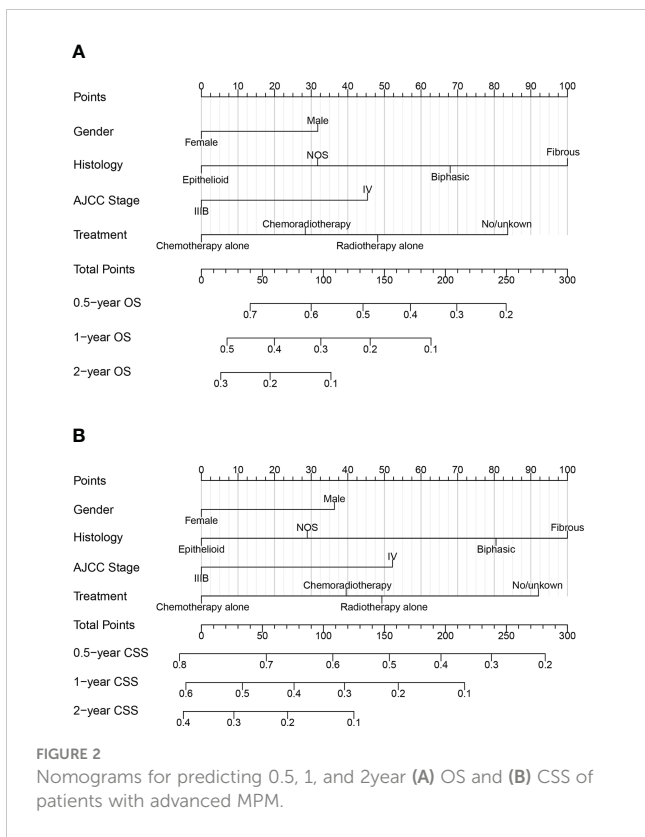 A
0 10 20 30 40 50 60 70 80 90 100
Points
Male
Gender
Female
NOS Fibrous
Histology
Epithelioid Biphasic
IV
AJCC Stage
IIIB
Chemoradiotherapy No/unkown
Treatment
Chemotherapy alone Radiotherapy alone
Total Points
0 50 100 150 200 250 300
0.5−year OS
0.7 0.6 0.5 0.4 0.3 0.2
1−year OS
0.5 0.4 0.3 0.2 0.1
2−year OS
0.3 0.2 0.1
B
0 10 20 30 40 50 60 70 80 90 100
Points
Male
Gender
Female
NOS Fibrous
Histology
Epithelioid Biphasic
IV
AJCC Stage
IIIB
Chemoradiotherapy No/unkown
Treatment
Chemotherapy alone Radiotherapy alone
Total Points
0 50 100 150 200 250 300
0.5−year CSS
0.8 0.7 0.6 0.5 0.4 0.3 0.2
1−year CSS
0.6 0.5 0.4 0.3 0.2 0.1
2−year CSS
0.4 0.3 0.2 0.1
FIGURE 2
Nomograms for predicting 0.5, 1, and 2year (A) OS and (B) CSS of
patients with advanced MPM.